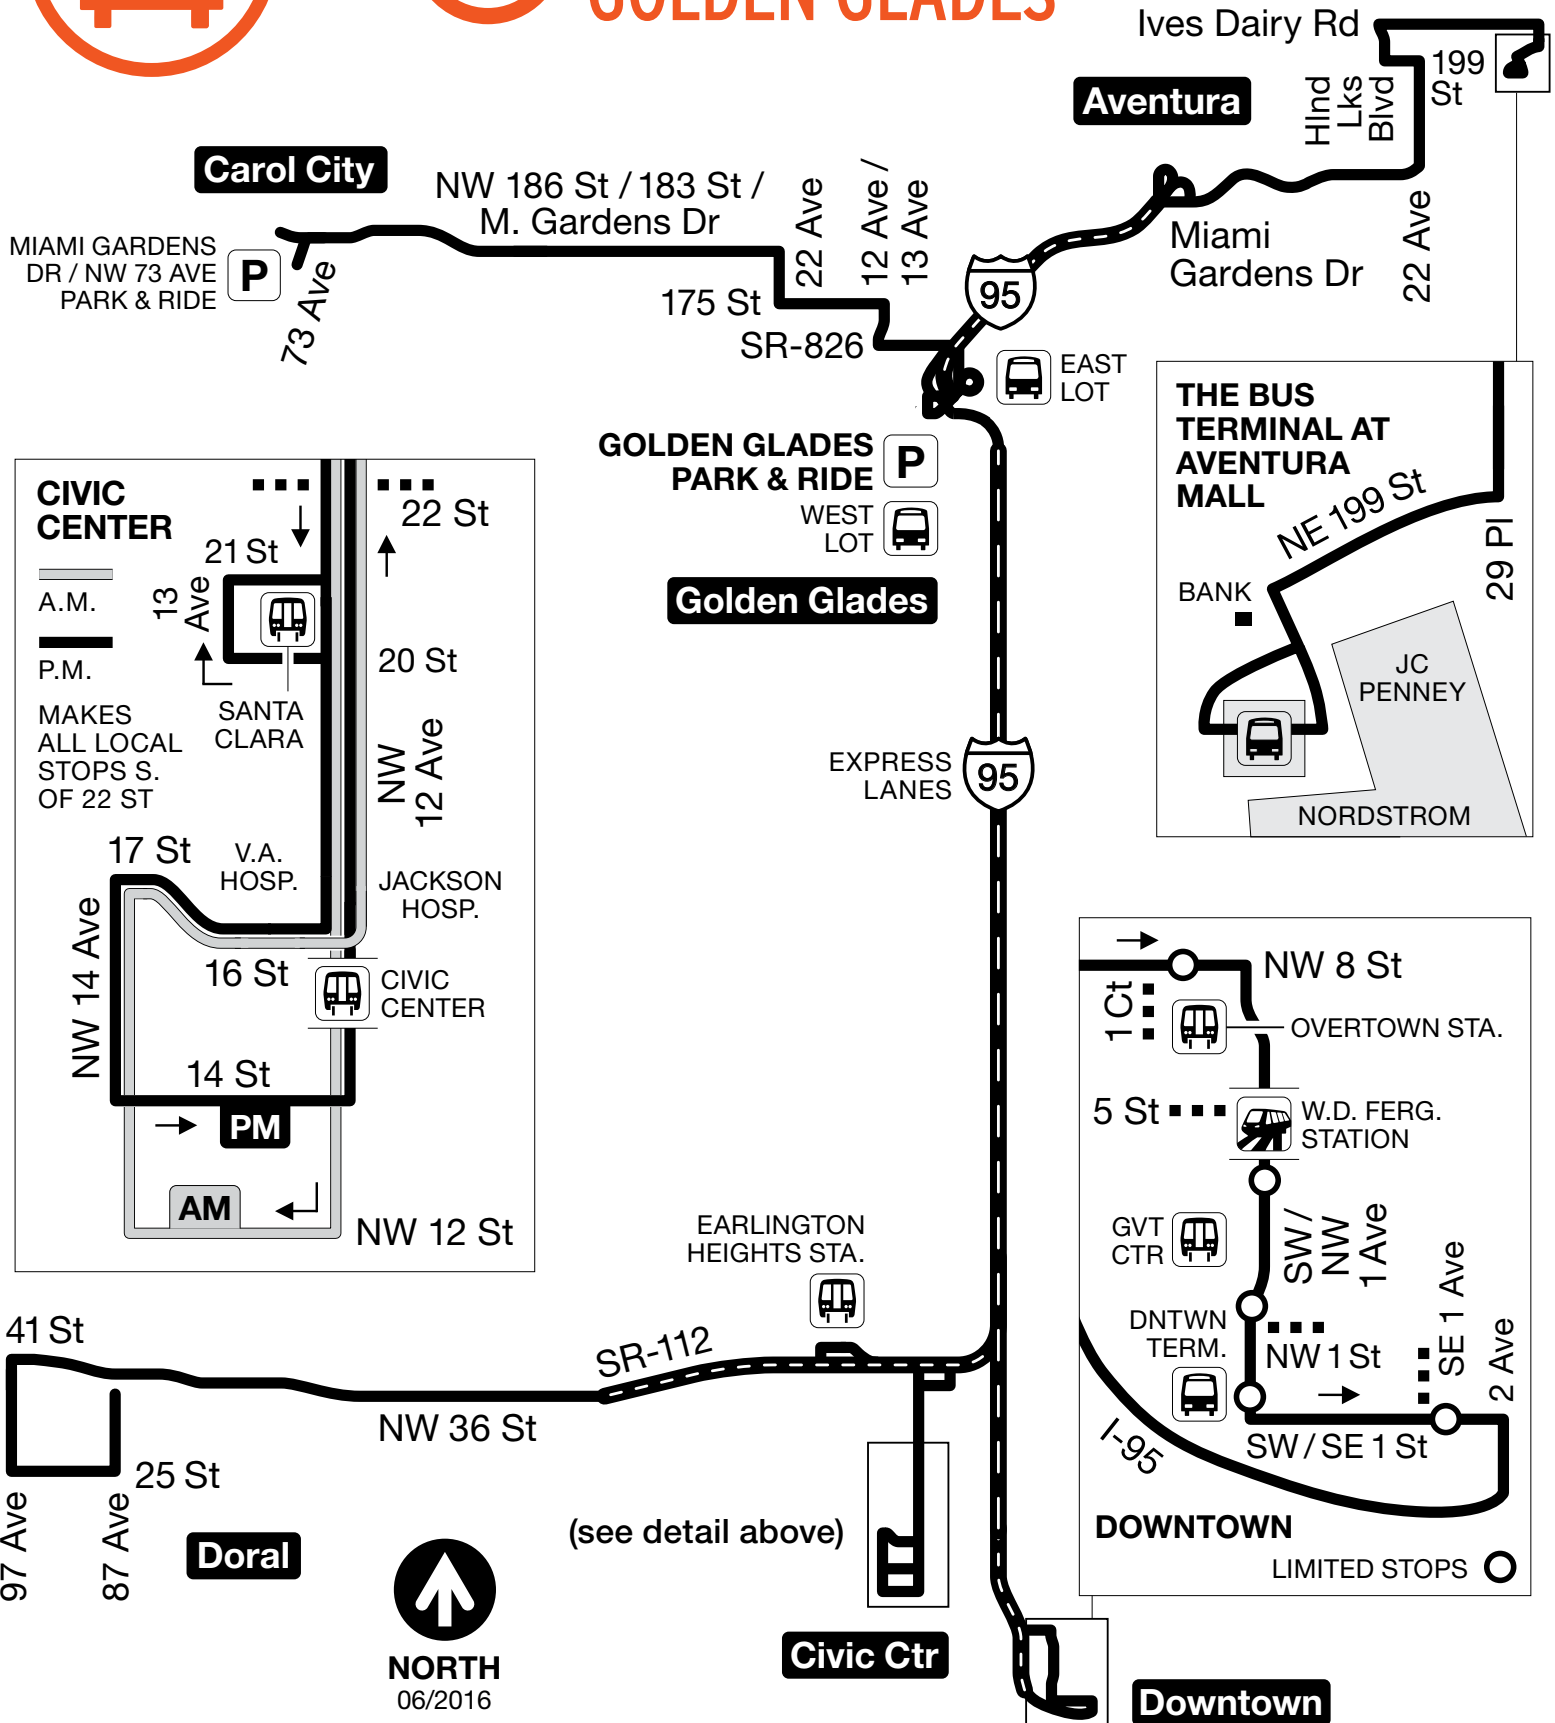 GOLDEN GLADES
Ives Dairy Rd
199
St
Aventura
Hlnd
Lks
Blvd
Carol City
NW 186 St / 183 St /
M. Gardens Dr
22 Ave
12 Ave /
13 Ave
MIAMI GARDENS
DR / NW 73 AVE
PARK & RIDE
P
73 Ave
175 St
SR-826
95
Miami
Gardens Dr
22 Ave
EAST
LOT
GOLDEN GLADES
PARK & RIDE
P
WEST
LOT
Golden Glades
THE BUS
TERMINAL AT
AVENTURA
MALL
NE 199 St
29 Pl
BANK
JC
PENNEY
NORDSTROM
CIVIC
CENTER
22 St
21 St
A.M.
13
Ave
P.M.
20 St
MAKES
ALL LOCAL
STOPS S.
OF 22 ST
SANTA
CLARA
NW
12 Ave
17 St
V.A.
HOSP.
JACKSON
HOSP.
NW 14 Ave
16 St
CIVIC
CENTER
14 St
PM
AM
NW 12 St
EXPRESS
LANES
95
NW 8 St
1 Ct
OVERTOWN STA.
5 St
W.D. FERG.
STATION
GVT
CTR
SW /
NW
1 Ave
DNTWN
TERM.
NW 1 St
SE 1 Ave
2 Ave
I-95
SW / SE 1 St
DOWNTOWN
LIMITED STOPS
EARLINGTON
HEIGHTS STA.
41 St
SR-112
NW 36 St
25 St
97 Ave
87 Ave
Doral
(see detail above)
NORTH
06/2016
Civic Ctr
Downtown